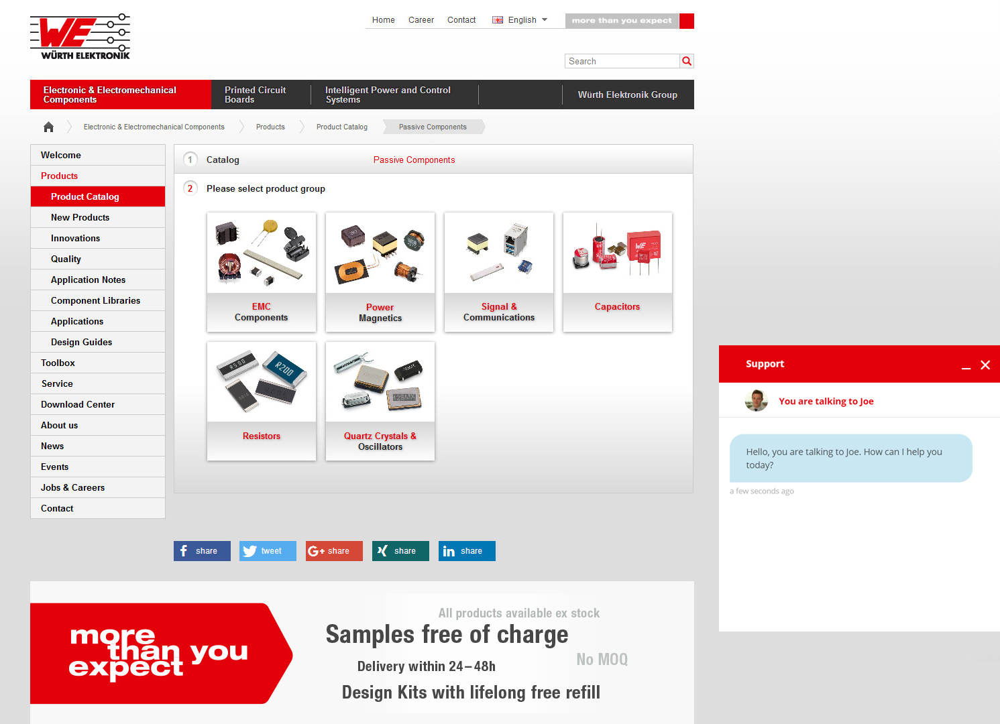 WE
WÜRTH ELEKTRONIK
Home
Career
Contact
English
more than you expect
Search
Electronic & Electromechanical
Components
Printed Circuit
Boards
Intelligent Power and Control
Systems
Würth Elektronik Group
Electronic & Electromechanical Components
Products
Product Catalog
Passive Components
Welcome
Products
Product Catalog
New Products
Innovations
Quality
Application Notes
Component Libraries
Applications
Design Guides
Toolbox
Service
Download Center
About us
News
Events
Jobs & Careers
Contact
1 Catalog
Passive Components
2 Please select product group
EMC
Components
Power
Magnetics
Signal &
Communications
WE
Capacitors
R500
R200
Resistors
12SMX
Quartz Crystals &
Oscillators
share
tweet
G+ share
share
in share
more
than you
expect
All products available ex stock
Samples free of charge
No MOQ
Delivery within 24–48h
Design Kits with lifelong free refill
Support
You are talking to Joe
Hello, you are talking to Joe. How can I help you
today?
a few seconds ago